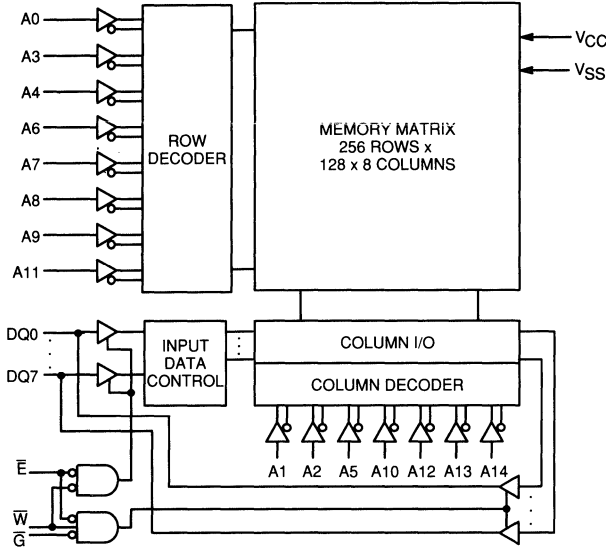 A0
A3
A4
A6
A7
A8
A9
A11
ROW
DECODER
MEMORY MATRIX
256 ROWS x
128 x 8 COLUMNS
VCC
VSS
DQ0
DQ7
INPUT
DATA
CONTROL
COLUMN I/O
COLUMN DECODER
A1 A2 A5 A10 A12 A13 A14
E̅
W̅
G̅